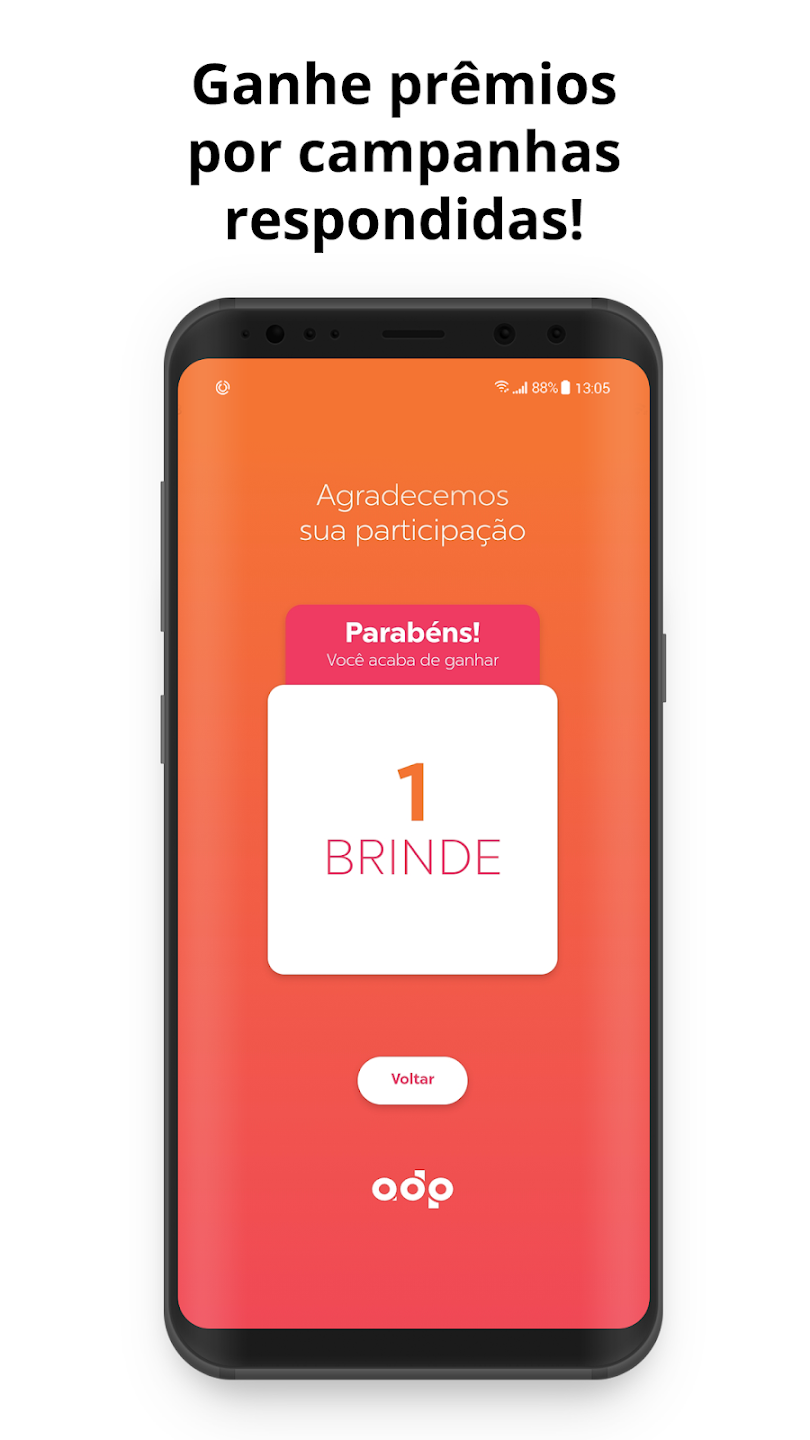 Ganhe prêmios
por campanhas
respondidas!
88% 13:05
Agradecemos
sua participação
Parabéns!
Você acaba de ganhar
1
BRINDE
Voltar
adp